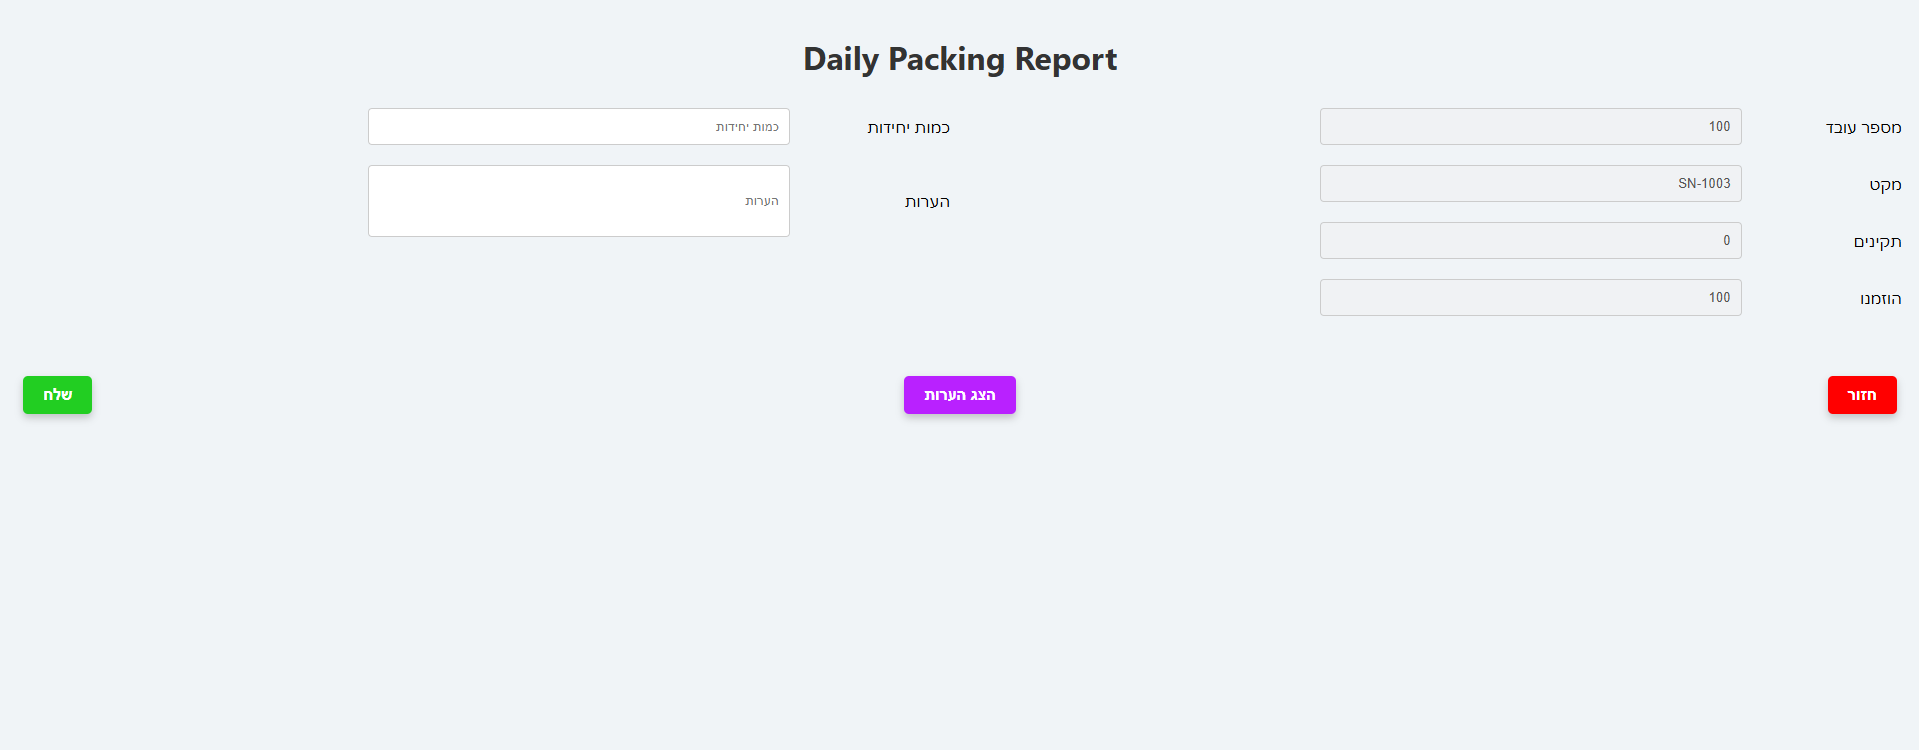 Daily Packing Report
מספר עובד
100
מקט
SN-1003
תקינים
0
הוזמנו
100
כמות יחידות
כמות יחידות
הערות
הערות
חזור
הצג הערות
שלח